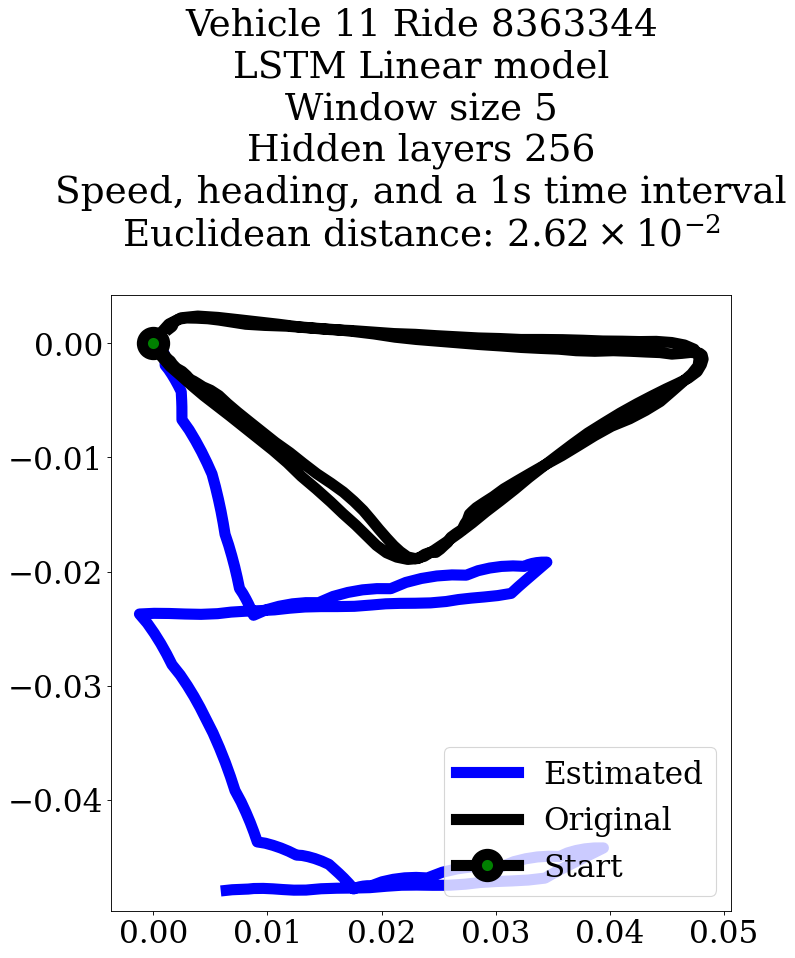 Vehicle 11 Ride 8363344
LSTM Linear model
Window size 5
Hidden layers 256
Speed, heading, and a 1s time interval
Euclidean distance: 2.62 × 10⁻²
0.00
−0.01
−0.02
−0.03
−0.04
Estimated
Original
Start
0.00 0.01 0.02 0.03 0.04 0.05